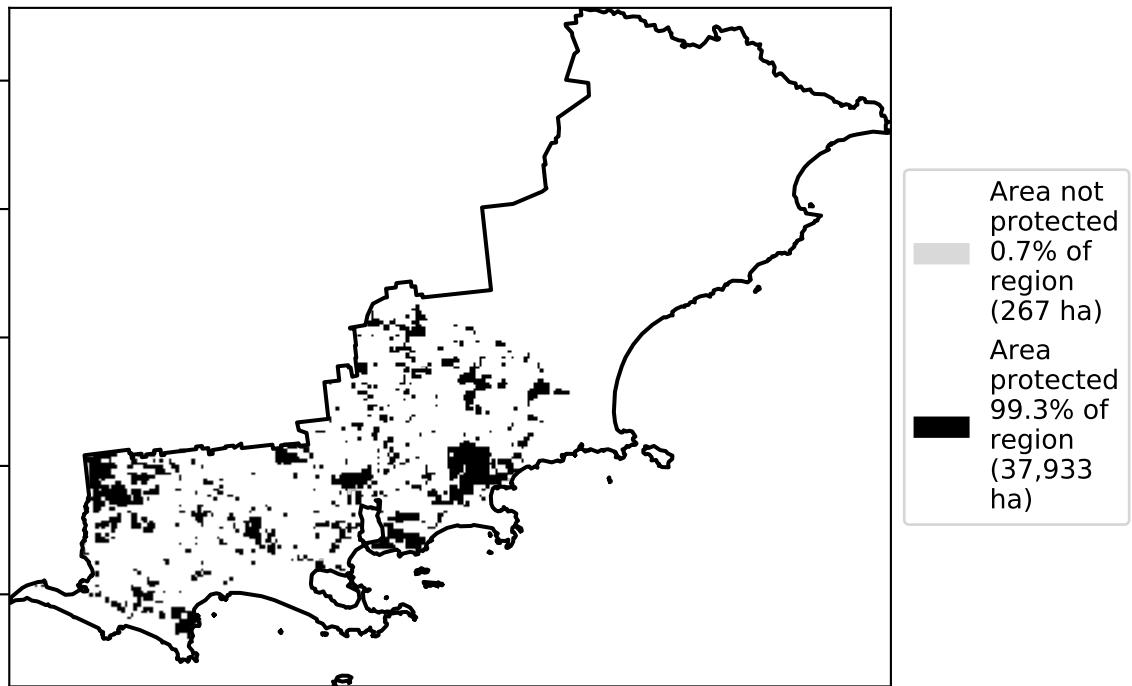 Area not
protected
0.7% of
region
(267 ha)
Area
protected
99.3% of
region
(37,933
ha)